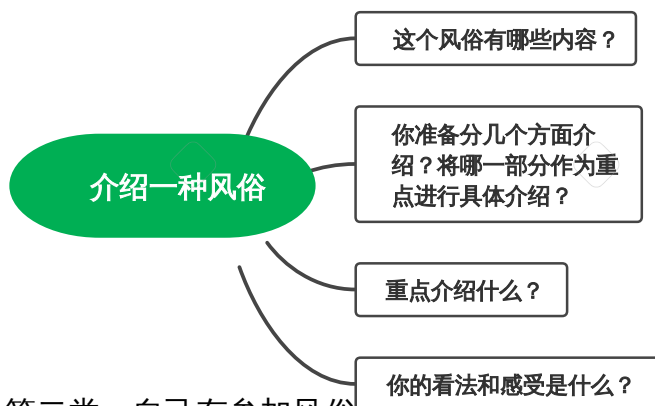 这个风俗有哪些内容？
你准备分几个方面介
绍？将哪一部分作为重
点进行具体介绍？
介绍一种风俗
重点介绍什么？
你的看法和感受是什么？